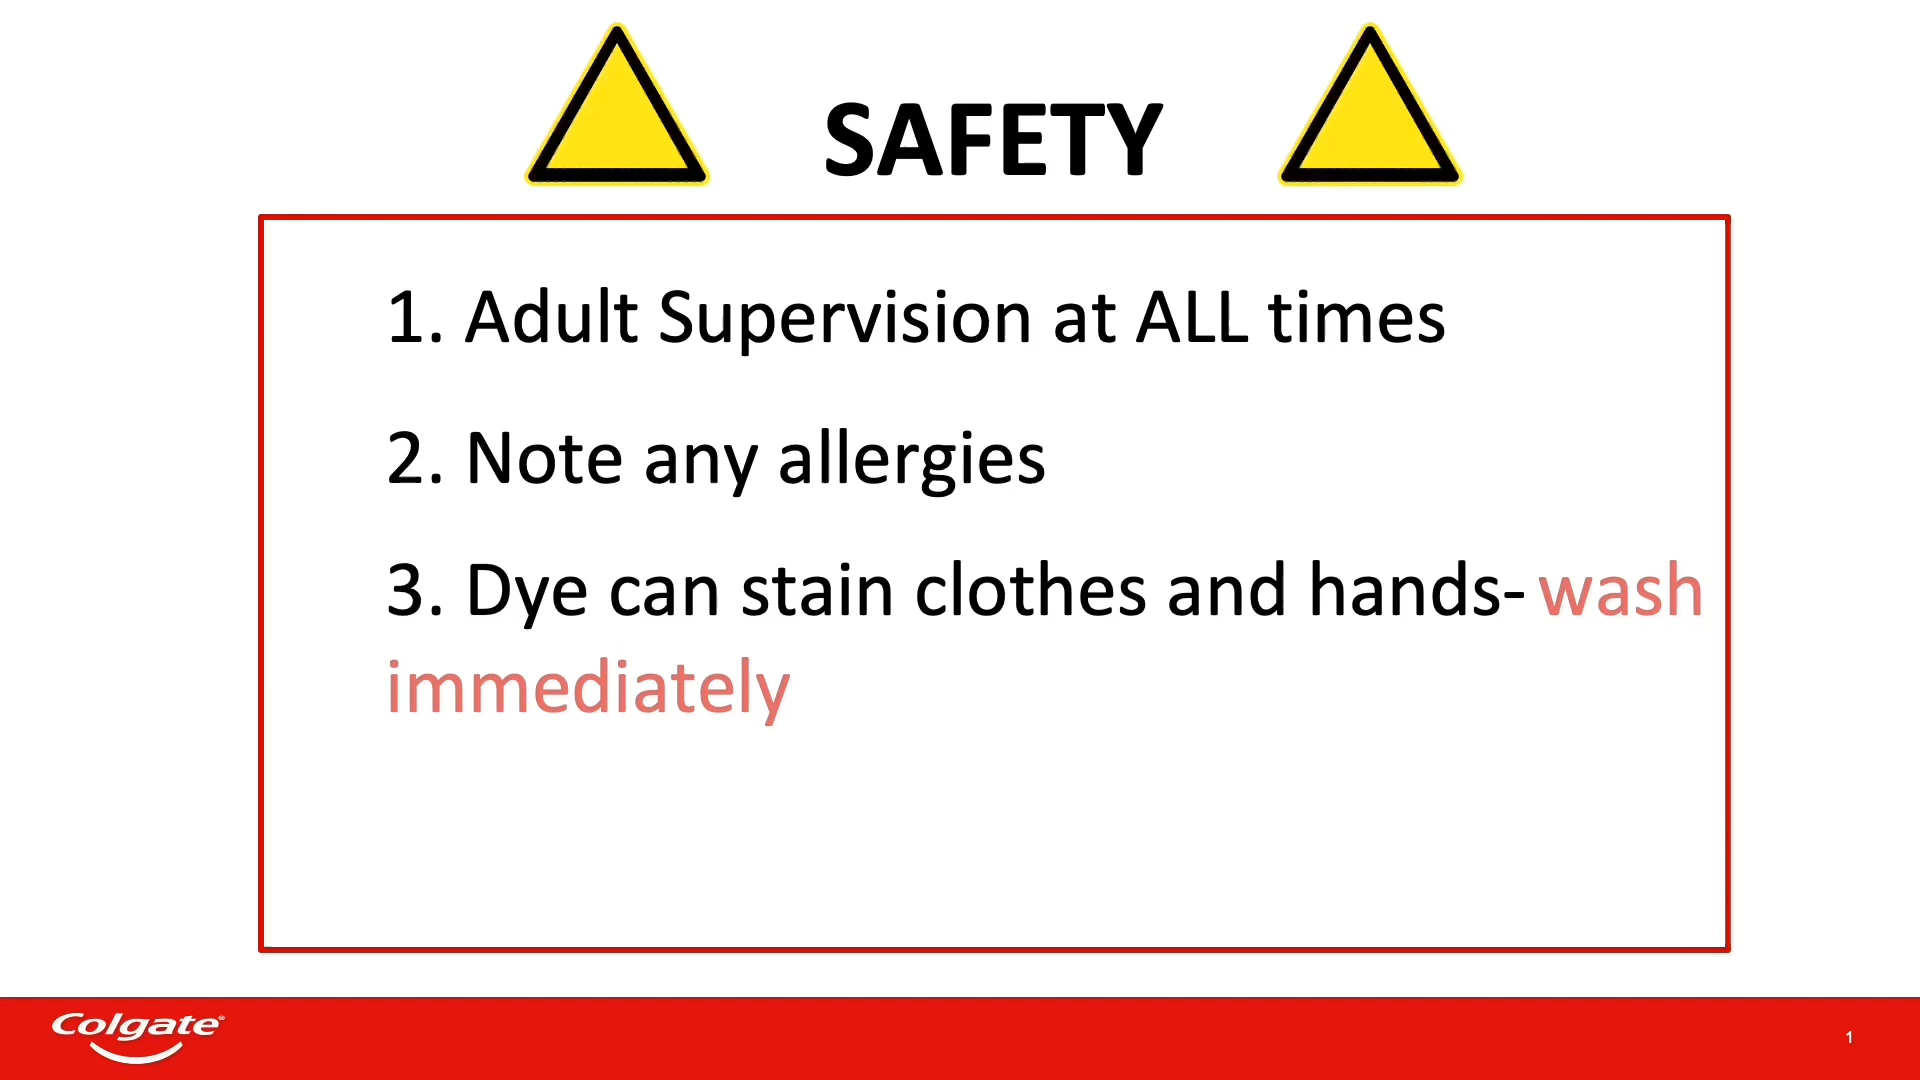 SAFETY
1. Adult Supervision at ALL times
2. Note any allergies
3. Dye can stain clothes and hands- wash
immediately
Colgate®
1